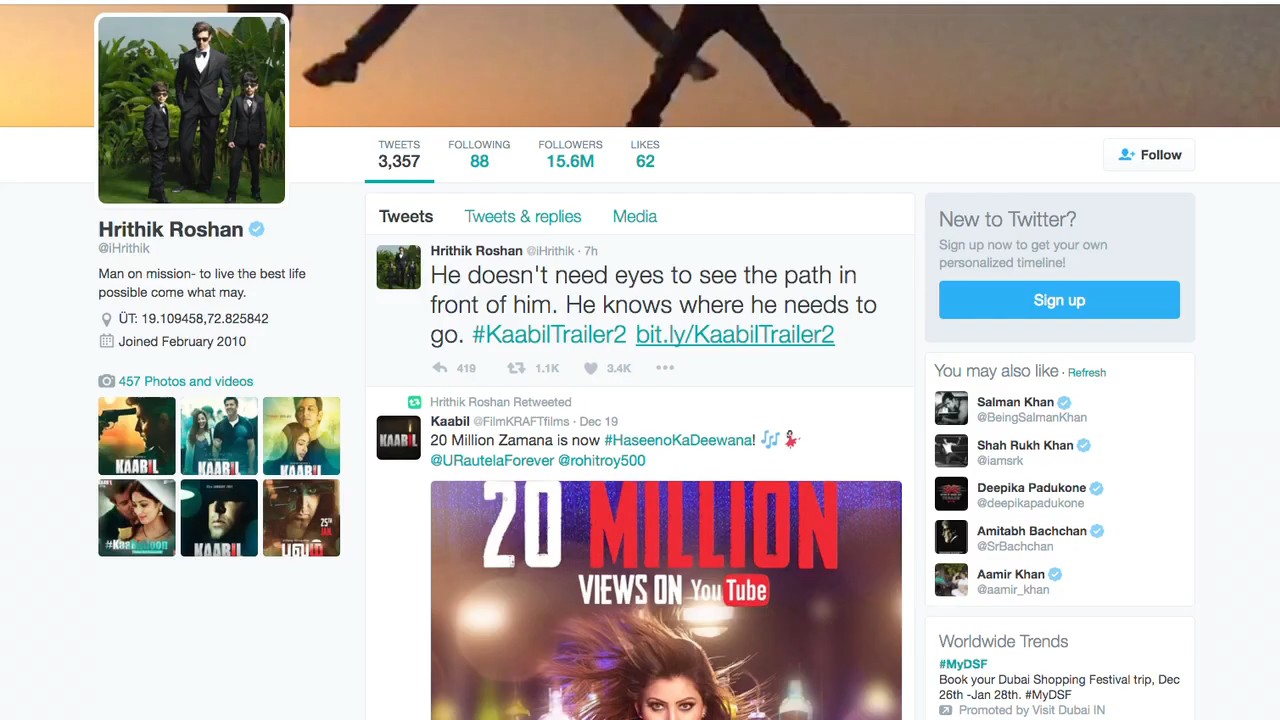 TWEETS
3,357
FOLLOWING
88
FOLLOWERS
15.6M
LIKES
62
Follow
Hrithik Roshan
@iHrithik
Man on mission- to live the best life
possible come what may.
ÜT: 19.109458,72.825842
Joined February 2010
457 Photos and videos
KAABIL
KAABIL
KAABIL
#Kaabiltoon
KAABIL
25TH
JAN
பலம்
Tweets Tweets & replies Media
Hrithik Roshan @iHrithik · 7h
He doesn't need eyes to see the path in
front of him. He knows where he needs to
go. #KaabilTrailer2 bit.ly/KaabilTrailer2
419 1.1K 3.4K
Hrithik Roshan Retweeted
KAABIL
Kaabil @FilmKRAFTfilms · Dec 19
20 Million Zamana is now #HaseenoKaDeewana!
@URautelaForever @rohitroy500
20 MILLION
VIEWS ON YouTube
New to Twitter?
Sign up now to get your own
personalized timeline!
Sign up
You may also like · Refresh
Salman Khan
@BeingSalmanKhan
Shah Rukh Khan
@iamsrk
Deepika Padukone
@deepikapadukone
Amitabh Bachchan
@SrBachchan
Aamir Khan
@aamir_khan
Worldwide Trends
#MyDSF
Book your Dubai Shopping Festival trip, Dec
26th -Jan 28th. #MyDSF
Promoted by Visit Dubai IN